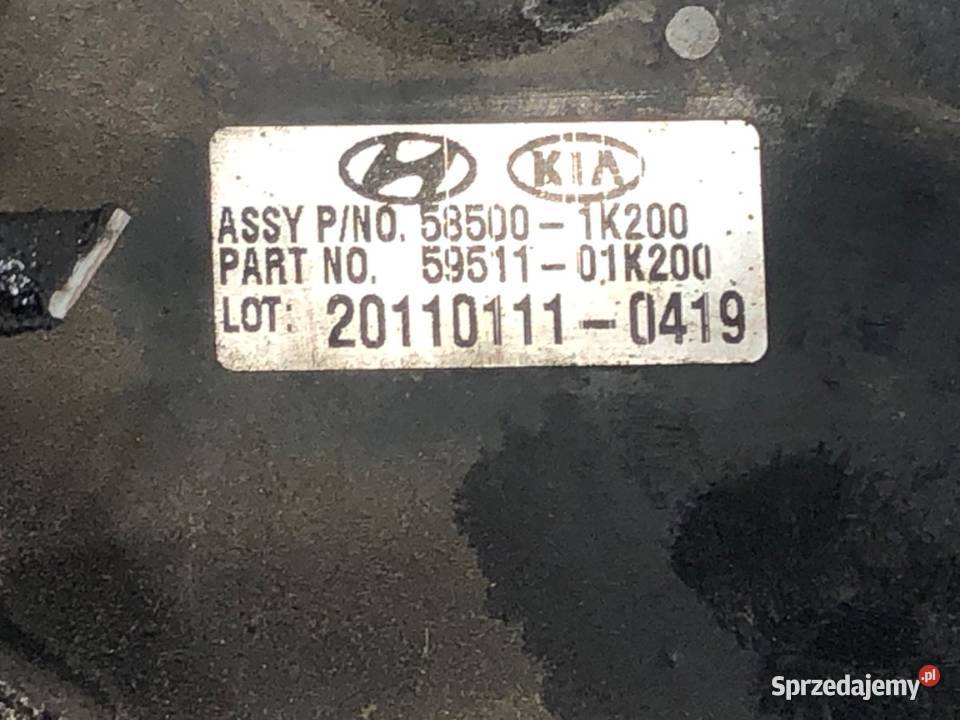 KIA
ASSY P/NO. 58500-1K200
PART NO. 59511-01K200
LOT: 20110111-0419
Sprzedajemy.pl